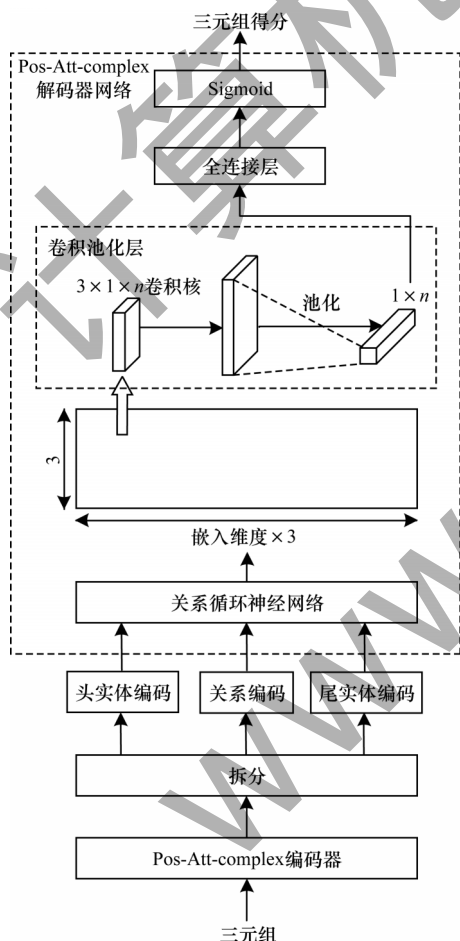 三元组得分
Pos-Att-complex
解码器网络
Sigmoid
全连接层
卷积池化层
3×1×n卷积核
池化
1×n
3
嵌入维度×3
关系循环神经网络
头实体编码
关系编码
尾实体编码
拆分
Pos-Att-complex编码器
三元组
计算机
www